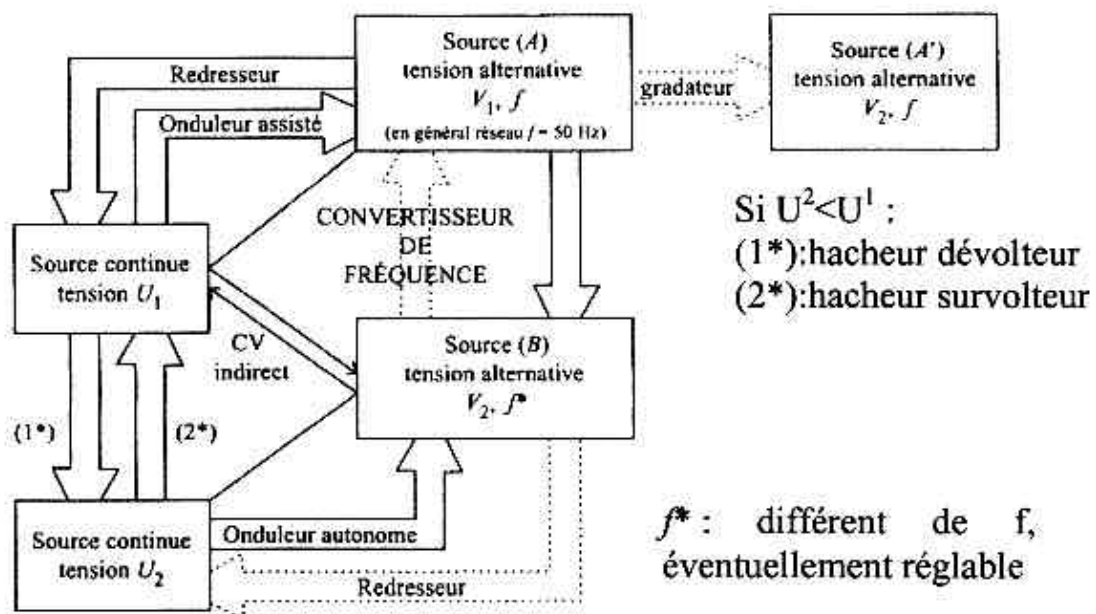 Source (A)
tension alternative
V₁, f
(en général réseau f = 50 Hz)
Source (A')
tension alternative
V₂, f
Redresseur
Onduleur assisté
gradateur
CONVERTISSEUR
DE
FRÉQUENCE
Si U²<U¹ :
(1*):hacheur dévolteur
(2*):hacheur survolteur
Source continue
tension U₁
CV
indirect
Source (B)
tension alternative
V₂, f*
(1*)
(2*)
Source continue
tension U₂
Onduleur autonome
Redresseur
f* : différent de f,
éventuellement réglable